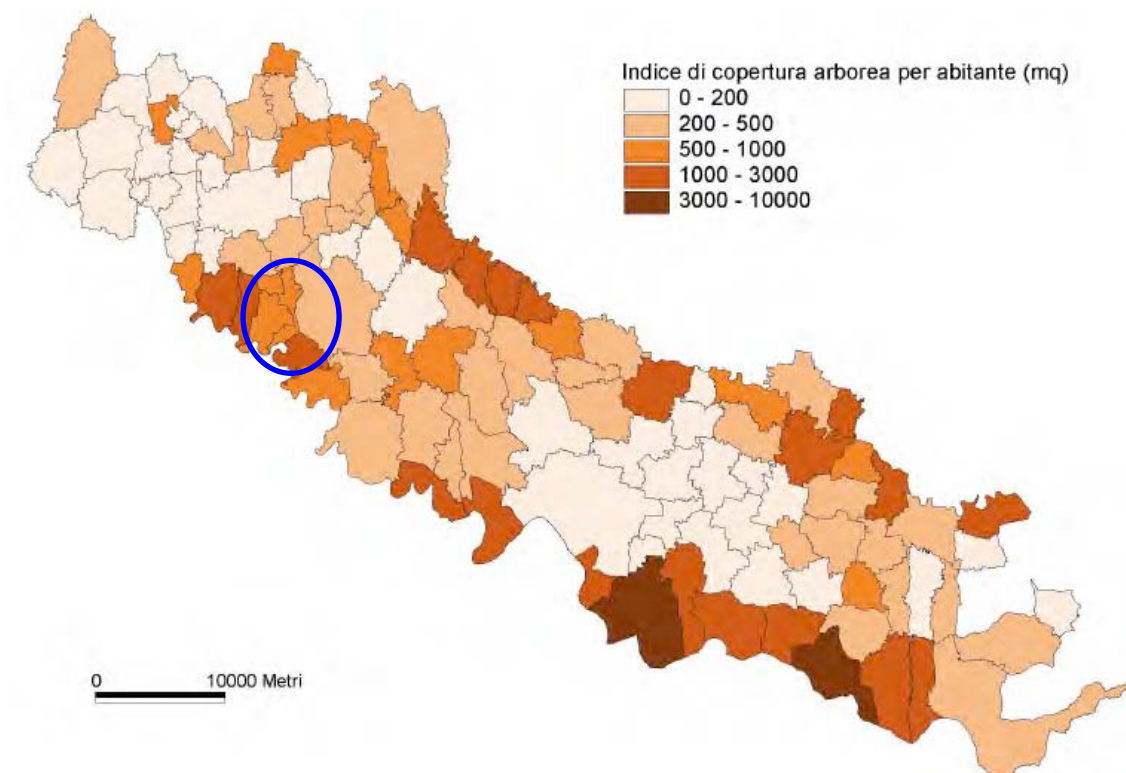 Indice di copertura arborea per abitante (mq)
0 - 200
200 - 500
500 - 1000
1000 - 3000
3000 - 10000
0 10000 Metri